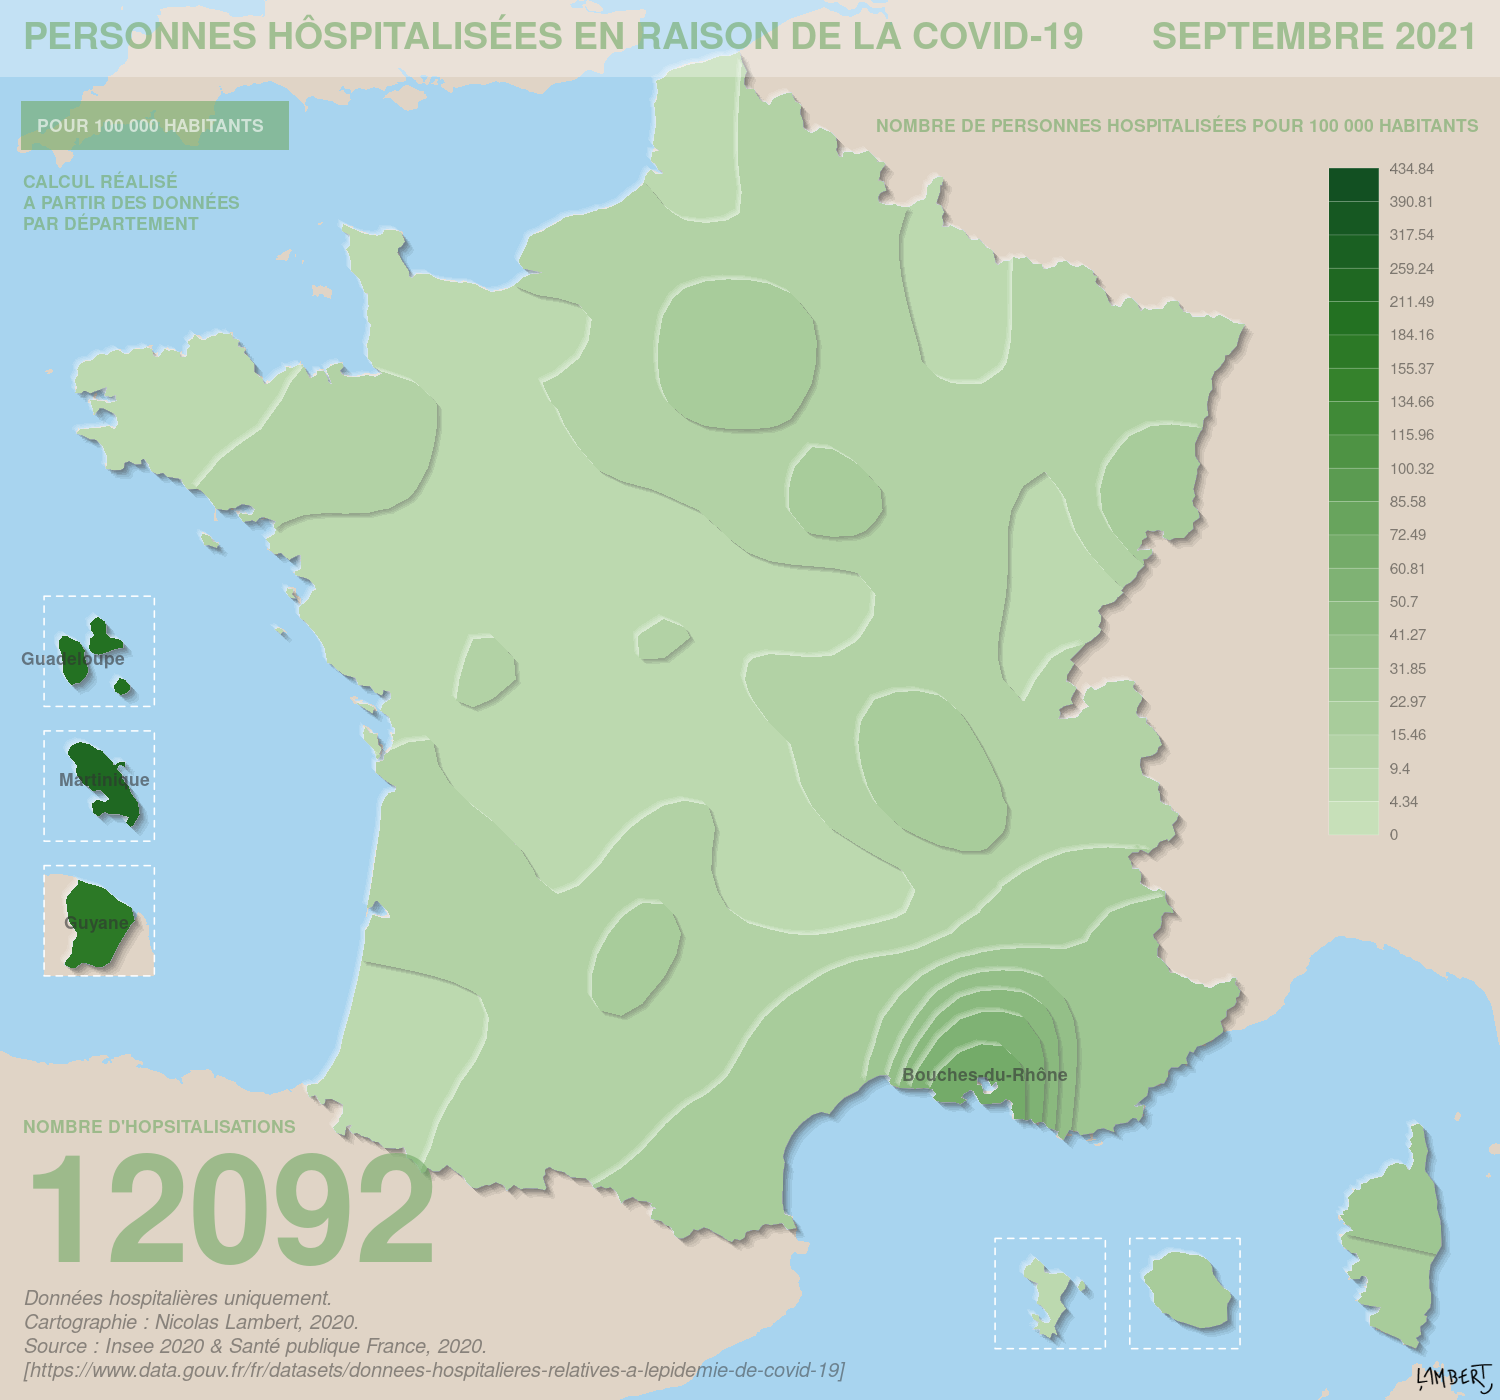 PERSONNES HÔSPITALISÉES EN RAISON DE LA COVID-19 SEPTEMBRE 2021
POUR 100 000 HABITANTS
NOMBRE DE PERSONNES HOSPITALISÉES POUR 100 000 HABITANTS
CALCUL RÉALISÉ
A PARTIR DES DONNÉES
PAR DÉPARTEMENT
434.84
390.81
317.54
259.24
211.49
184.16
155.37
134.66
115.96
100.32
85.58
72.49
60.81
50.7
41.27
31.85
22.97
15.46
9.4
4.34
0
Guadeloupe
Martinique
Guyane
Bouches-du-Rhône
NOMBRE D'HOPSITALISATIONS
12092
Données hospitalières uniquement.
Cartographie : Nicolas Lambert, 2020.
Source : Insee 2020 & Santé publique France, 2020.
[https://www.data.gouv.fr/fr/datasets/donnees-hospitalieres-relatives-a-lepidemie-de-covid-19]
LAMBERT